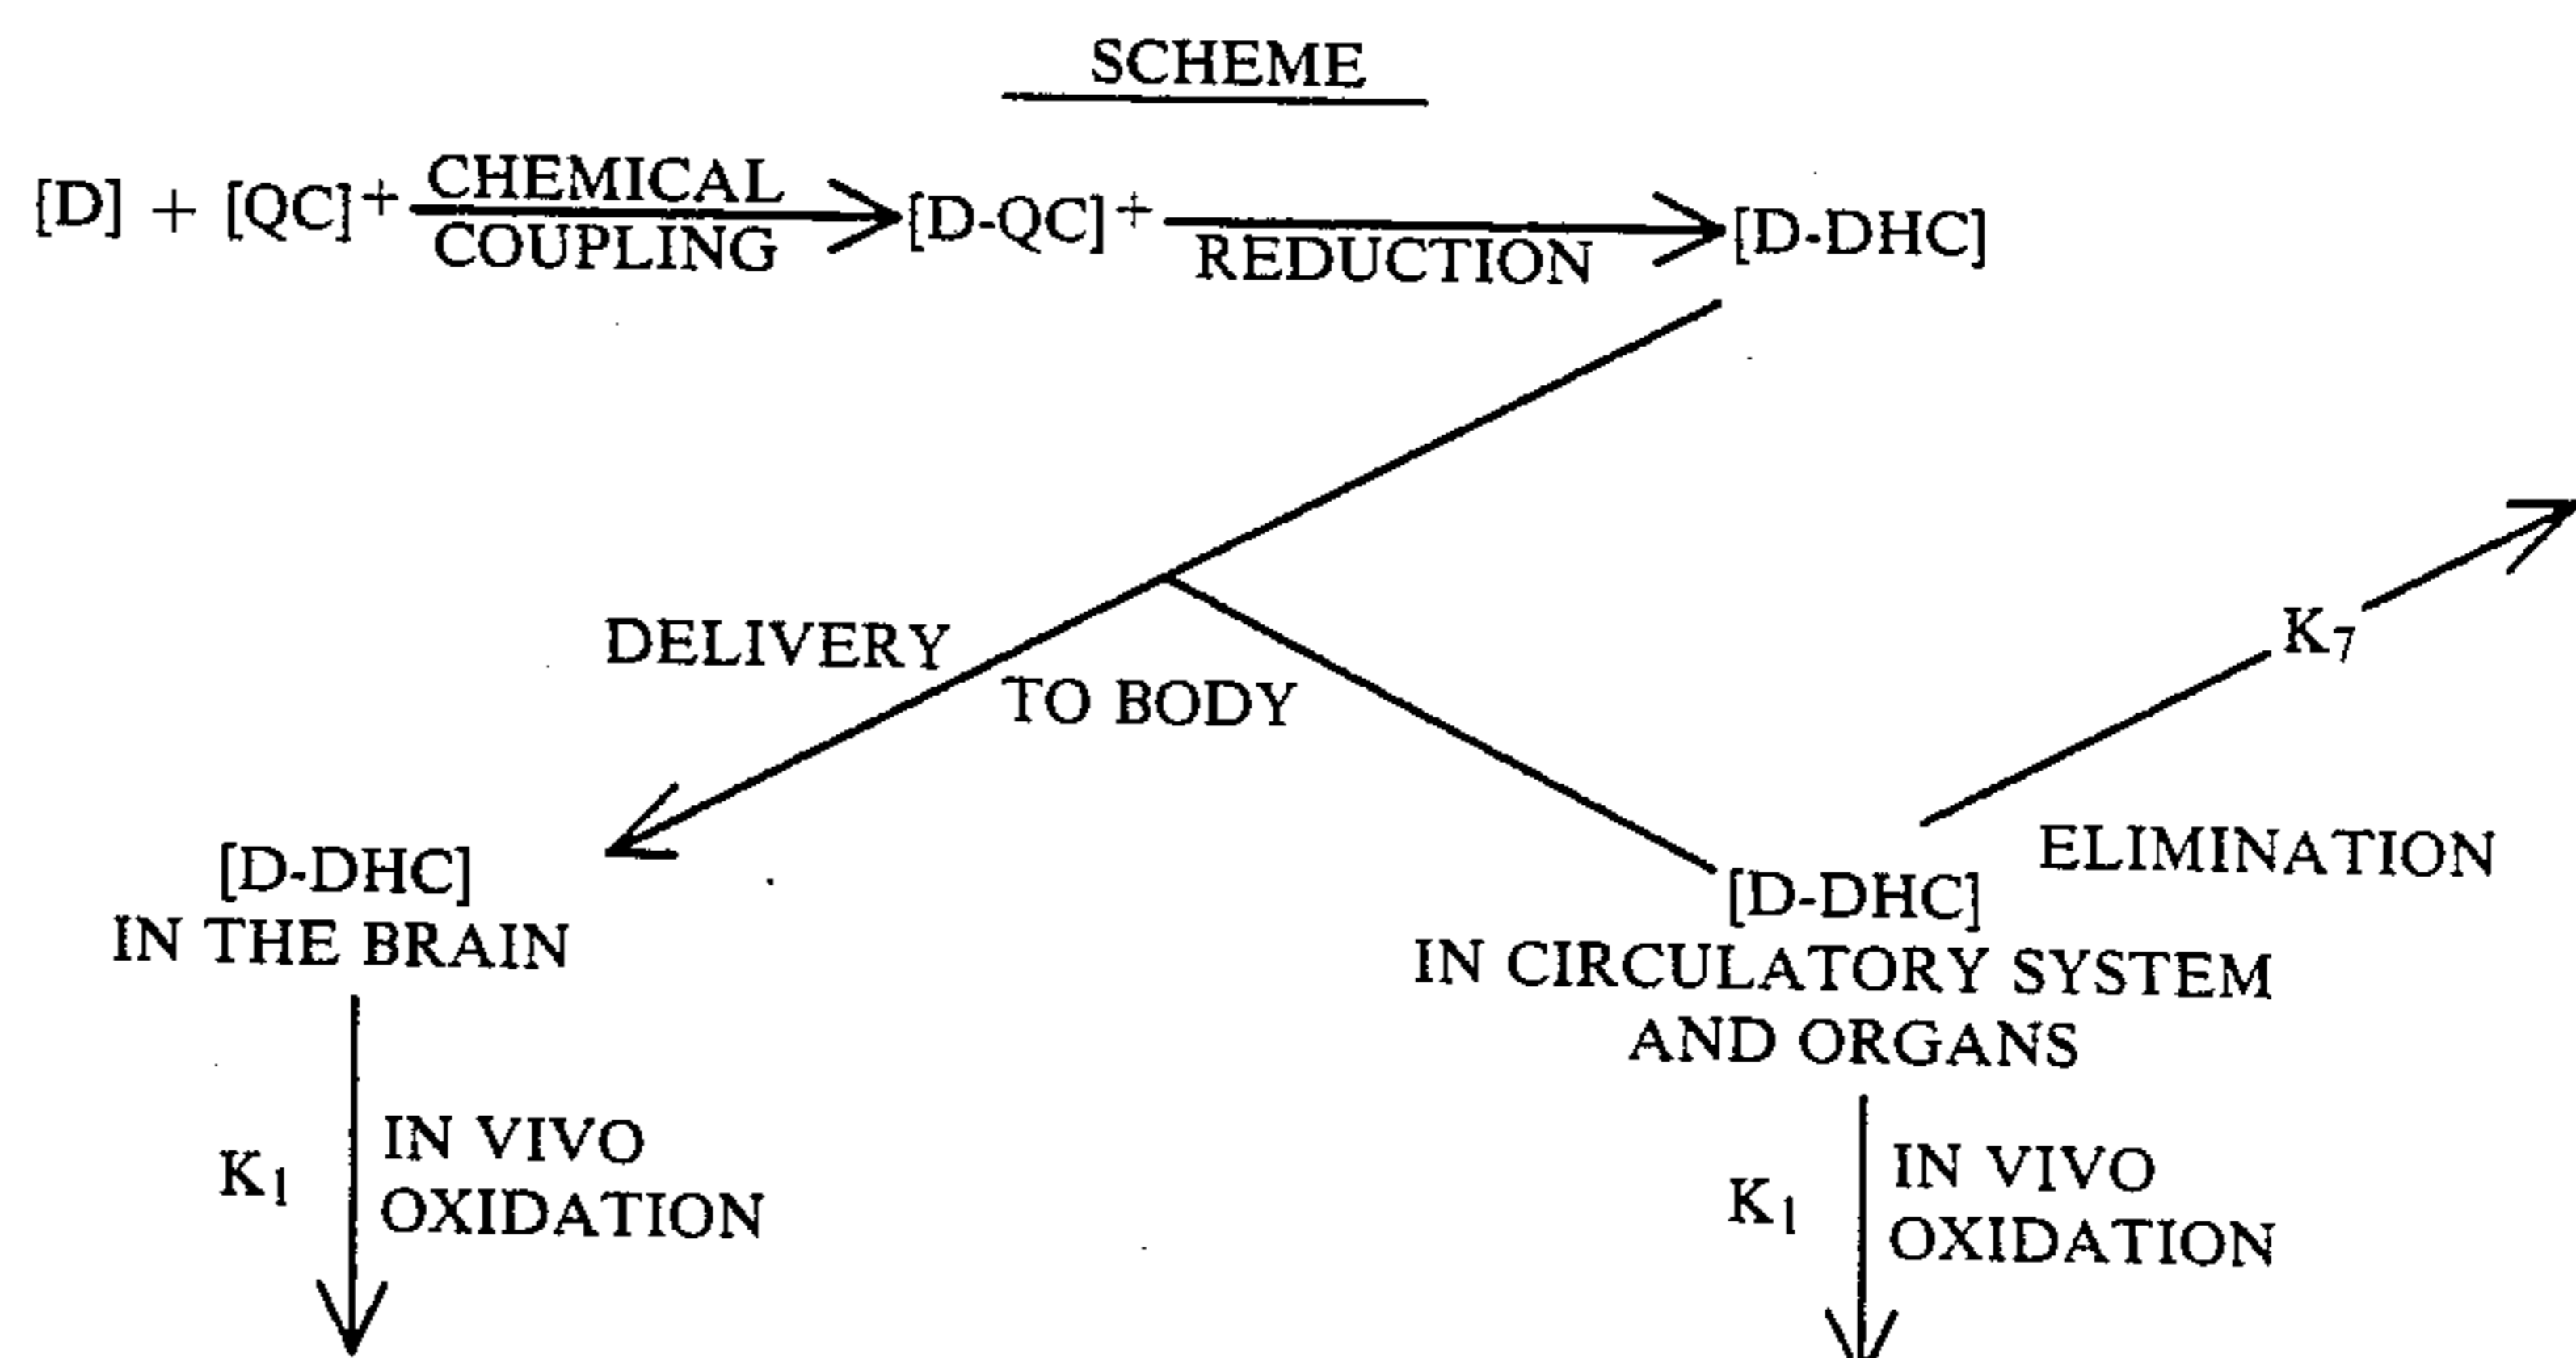 SCHEME
[D] + [QC]+ CHEMICAL COUPLING [D-QC]+ REDUCTION [D-DHC]
DELIVERY
TO BODY
K7
ELIMINATION
[D-DHC]
IN THE BRAIN
[D-DHC]
IN CIRCULATORY SYSTEM
AND ORGANS
K1
IN VIVO
OXIDATION
K1
IN VIVO
OXIDATION